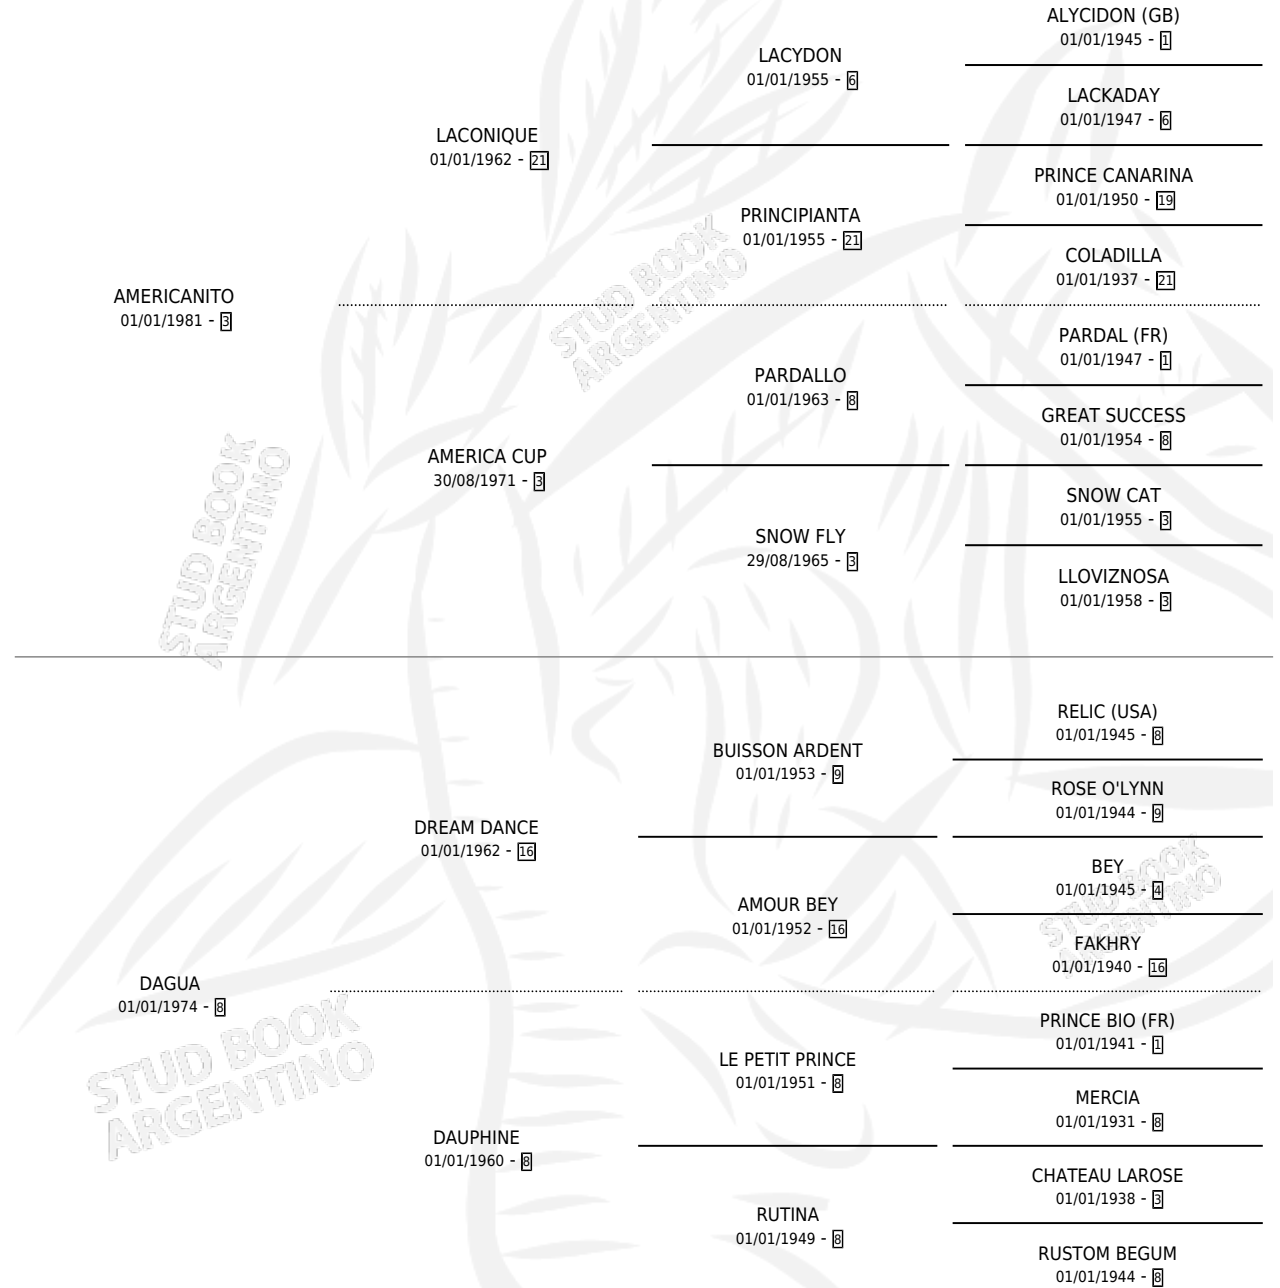 ALYCIDON (GB)
01/01/1945 - 1
LACYDON
01/01/1955 - 6
LACKADAY
01/01/1947 - 6
LACONIQUE
01/01/1962 - 21
PRINCE CANARINA
01/01/1950 - 19
PRINCIPIANTA
01/01/1955 - 21
COLADILLA
01/01/1937 - 21
AMERICANITO
01/01/1981 - 3
STUD BOOK
ARGENTINO
PARDAL (FR)
01/01/1947 - 1
PARDALLO
01/01/1963 - 8
GREAT SUCCESS
01/01/1954 - 8
AMERICA CUP
30/08/1971 - 3
SNOW CAT
01/01/1955 - 3
SNOW FLY
29/08/1965 - 3
LLOVIZNOSA
01/01/1958 - 3
STUD BOOK
ARGENTINO
RELIC (USA)
01/01/1945 - 8
BUISSON ARDENT
01/01/1953 - 9
ROSE O'LYNN
01/01/1944 - 9
DREAM DANCE
01/01/1962 - 16
BEY
01/01/1945 - 4
AMOUR BEY
01/01/1952 - 16
FAKHRY
01/01/1940 - 16
STUD BOOK
ARGENTINO
DAGUA
01/01/1974 - 8
PRINCE BIO (FR)
01/01/1941 - 1
LE PETIT PRINCE
01/01/1951 - 8
MERCIA
01/01/1931 - 8
STUD BOOK
ARGENTINO
DAUPHINE
01/01/1960 - 8
CHATEAU LAROSE
01/01/1938 - 3
RUTINA
01/01/1949 - 8
RUSTOM BEGUM
01/01/1944 - 8